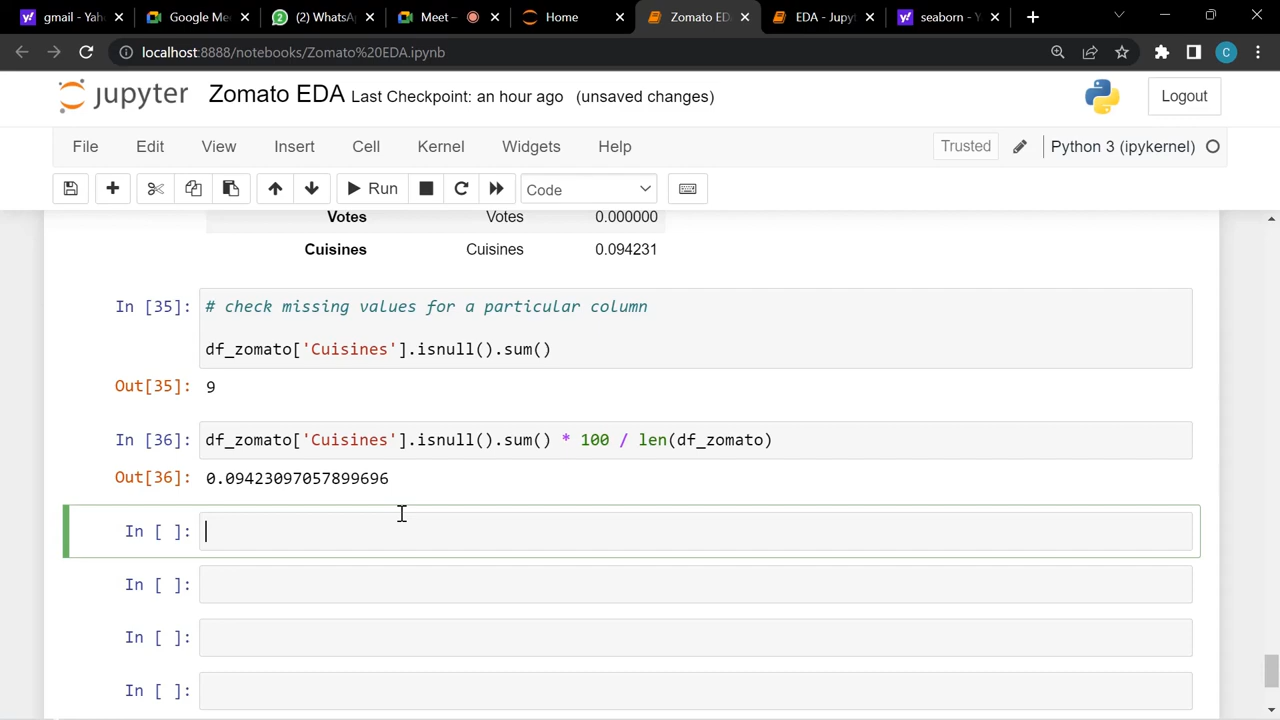 gmail - Yah
Google Me
(2) WhatsA
Meet –
Home
Zomato ED
EDA - Jupyt
seaborn - Y
localhost:8888/notebooks/Zomato%20EDA.ipynb
C
jupyter Zomato EDA Last Checkpoint: an hour ago (unsaved changes)
Logout
File Edit View Insert Cell Kernel Widgets Help
Trusted
Python 3 (ipykernel)
Run
Code
Votes Votes 0.000000
Cuisines Cuisines 0.094231
In [35]: # check missing values for a particular column
df_zomato['Cuisines'].isnull().sum()
Out[35]: 9
In [36]: df_zomato['Cuisines'].isnull().sum() * 100 / len(df_zomato)
Out[36]: 0.09423097057899696
In [ ]:
In [ ]:
In [ ]:
In [ ]: